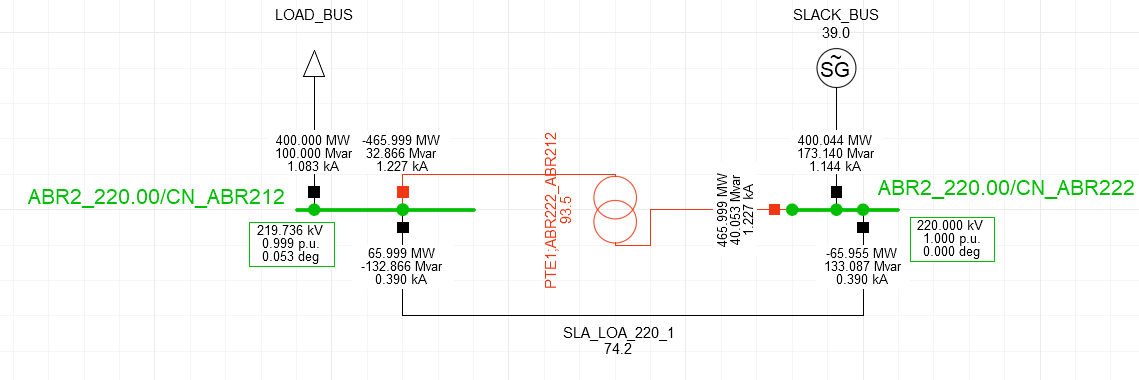 LOAD_BUS
SLACK_BUS
39.0
SG
400.000 MW
100.000 Mvar
1.083 kA
-465.999 MW
32.866 Mvar
1.227 kA
PTE1;ABR222_ABR212
93.5
465.999 MW
40.053 Mvar
1.227 kA
400.044 MW
173.140 Mvar
1.144 kA
ABR2_220.00/CN_ABR212
ABR2_220.00/CN_ABR222
219.736 kV
0.999 p.u.
0.053 deg
65.999 MW
-132.866 Mvar
0.390 kA
-65.955 MW
133.087 Mvar
0.390 kA
220.000 kV
1.000 p.u.
0.000 deg
SLA_LOA_220_1
74.2